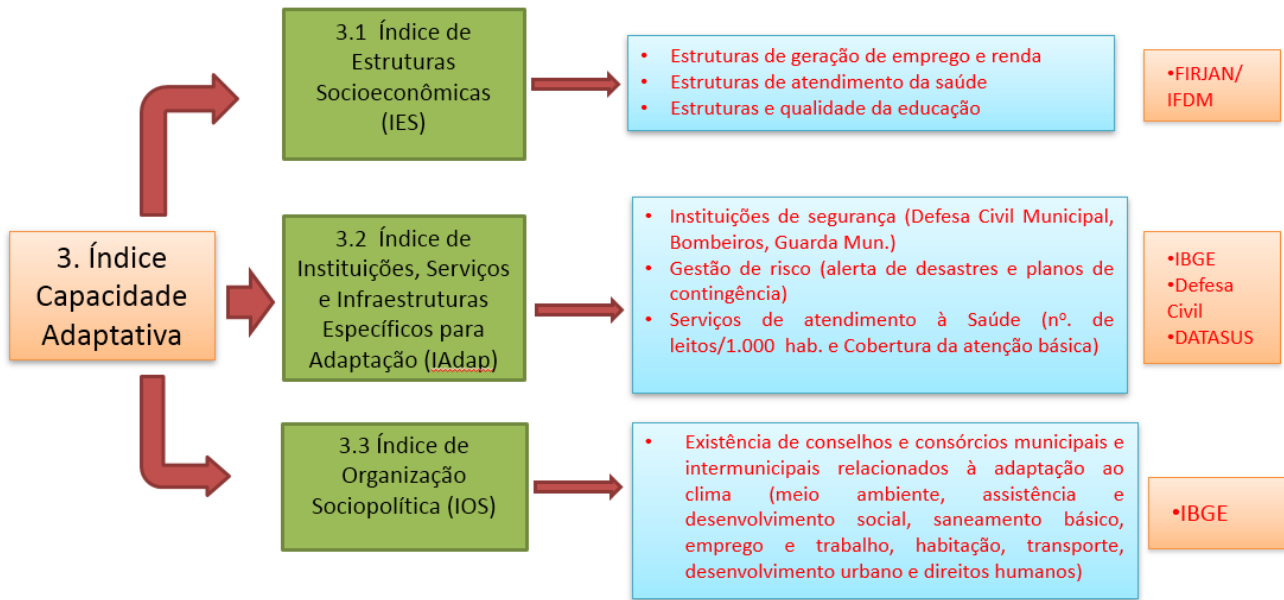 3. Índice
Capacidade
Adaptativa
3.1 Índice de
Estruturas
Socioeconômicas
(IES)
• Estruturas de geração de emprego e renda
• Estruturas de atendimento da saúde
• Estruturas e qualidade da educação
•FIRJAN/
IFDM
3.2 Índice de
Instituições, Serviços
e Infraestruturas
Específicos para
Adaptação (IAdap)
• Instituições de segurança (Defesa Civil Municipal,
Bombeiros, Guarda Mun.)
• Gestão de risco (alerta de desastres e planos de
contingência)
• Serviços de atendimento à Saúde (nº. de
leitos/1.000 hab. e Cobertura da atenção básica)
•IBGE
•Defesa
Civil
•DATASUS
3.3 Índice de
Organização
Sociopolítica (IOS)
• Existência de conselhos e consórcios municipais e
intermunicipais relacionados à adaptação ao
clima (meio ambiente, assistência e
desenvolvimento social, saneamento básico,
emprego e trabalho, habitação, transporte,
desenvolvimento urbano e direitos humanos)
•IBGE